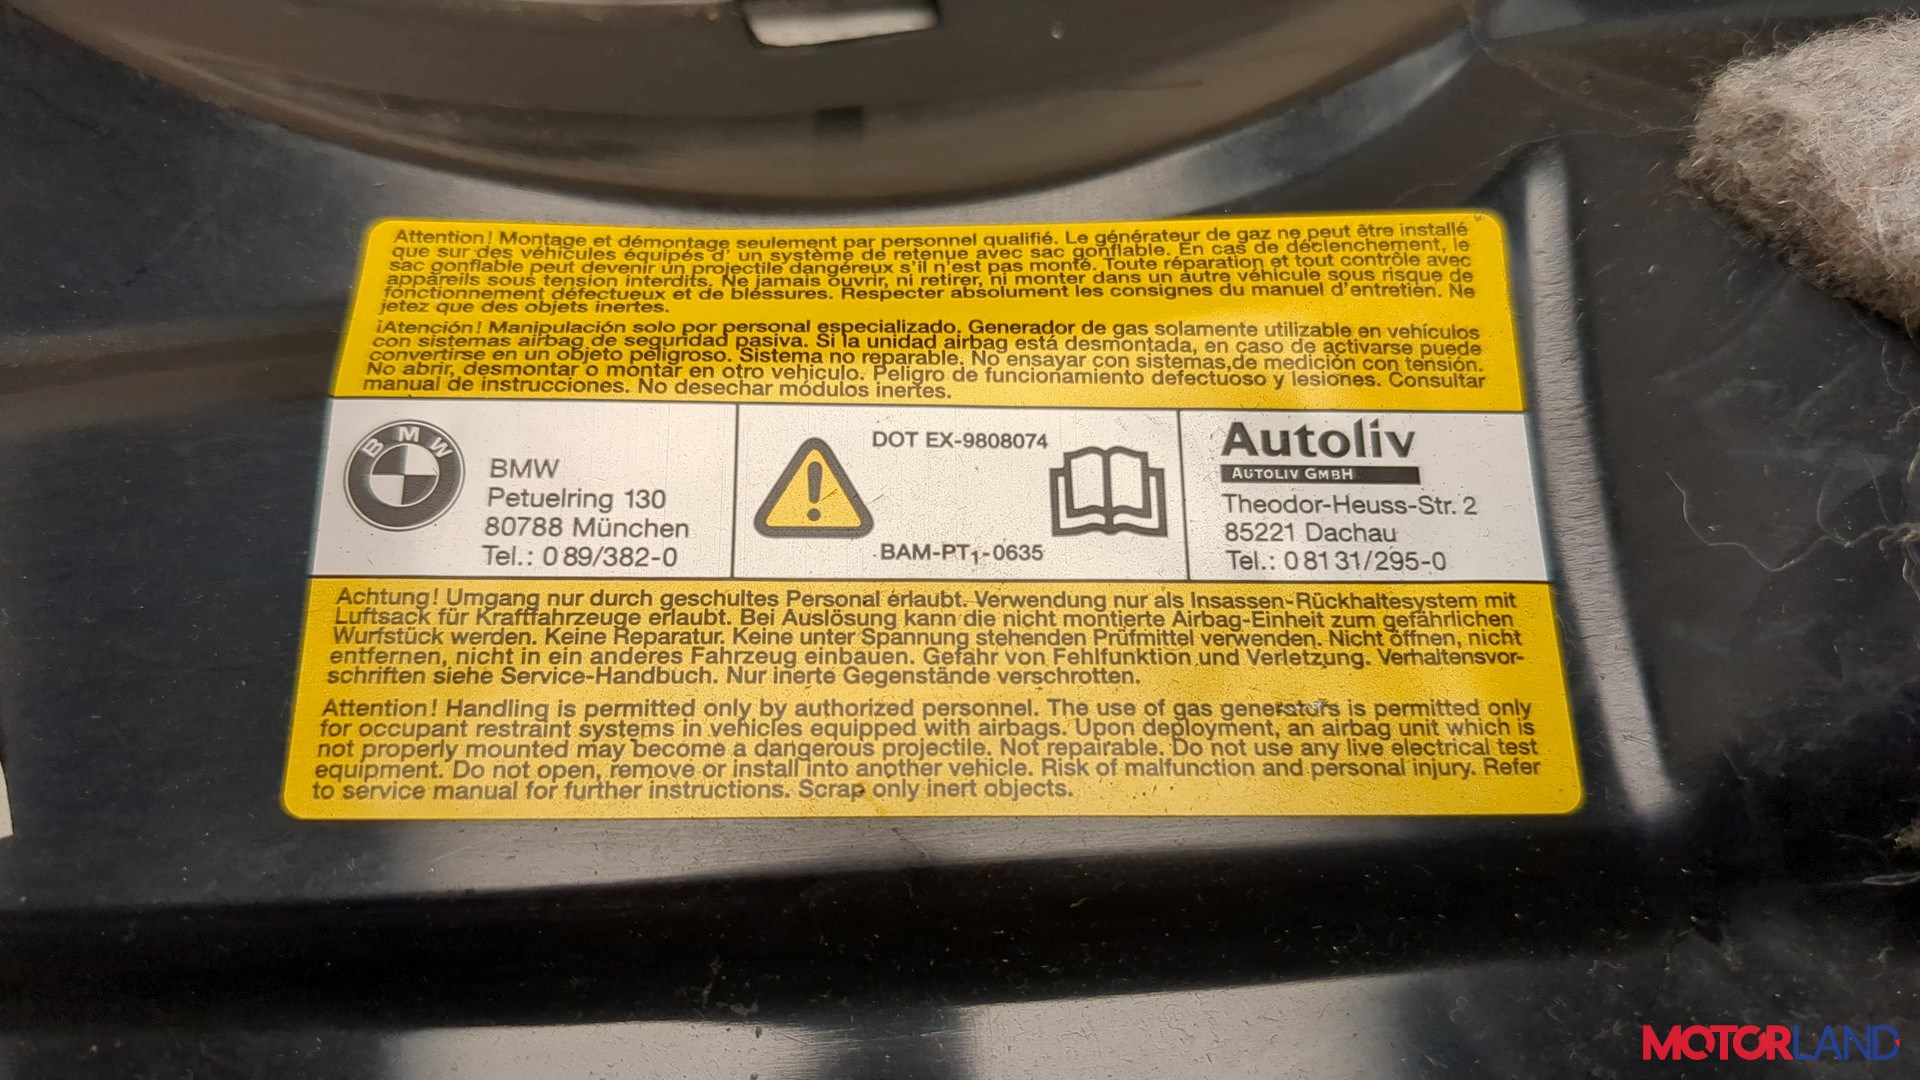 Attention! Montage et démontage seulement par personnel qualifié. Le générateur de gaz ne peut être installé
que sur des véhicules équipés d' un système de retenue avec sac gonflable. En cas de déclenchement, le
sac gonflable peut devenir un projectile dangéreux s'il n'est pas monté. Toute réparation et tout contrôle avec
appareils sous tension interdits. Ne jamais ouvrir, ni retirer, ni monter dans un autre véhicule sous risque de
fonctionnement défectueux et de bléssures. Respecter absolument les consignes du manuel d'entretien. Ne
jetez que des objets inertes.
¡Atención! Manipulación solo por personal especializado. Generador de gas solamente utilizable en vehículos
con sistemas airbag de seguridad pasiva. Si la unidad airbag está desmontada, en caso de activarse puede
convertirse en un objeto peligroso. Sistema no reparable. No ensayar con sistemas,de medición con tensión.
No abrir, desmontar o montar en otro vehiculo. Peligro de funcionamiento defectuoso y lesiones. Consultar
manual de instrucciones. No desechar módulos inertes.
BMW
BMW
Petuelring 130
80788 München
Tel.: 0 89/382-0
DOT EX-9808074
BAM-PT1-0635
Autoliv
AUTOLIV GMBH
Theodor-Heuss-Str. 2
85221 Dachau
Tel.: 0 81 31/295-0
Achtung! Umgang nur durch geschultes Personal erlaubt. Verwendung nur als Insassen-Rückhaltesystem mit
Luftsack für Kraftfahrzeuge erlaubt. Bei Auslösung kann die nicht montierte Airbag-Einheit zum gefährlichen
Wurfstück werden. Keine Reparatur. Keine unter Spannung stehenden Prüfmittel verwenden. Nicht öffnen, nicht
entfernen, nicht in ein anderes Fahrzeug einbauen. Gefahr von Fehlfunktion und Verletzung. Verhaltensvor-
schriften siehe Service-Handbuch. Nur inerte Gegenstände verschrotten.
Attention! Handling is permitted only by authorized personnel. The use of gas generators is permitted only
for occupant restraint systems in vehicles equipped with airbags. Upon deployment, an airbag unit which is
not properly mounted may become a dangerous projectile. Not repairable. Do not use any live electrical test
equipment. Do not open, remove or install into another vehicle. Risk of malfunction and personal injury. Refer
to service manual for further instructions. Scrap only inert objects.
MOTORLAND